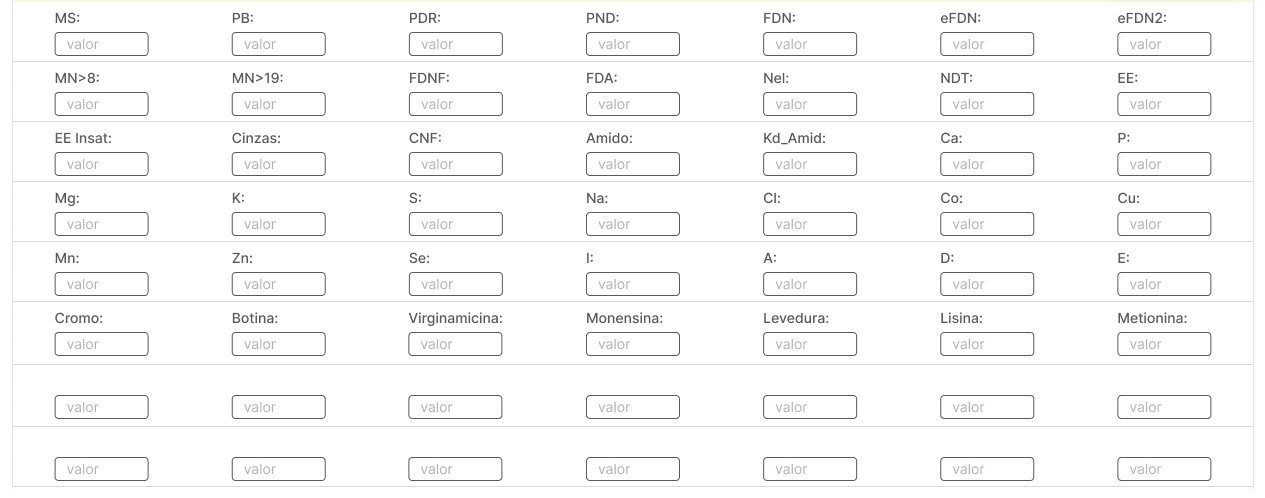 MS: PB: PDR: PND: FDN: eFDN: eFDN2:
valor valor valor valor valor valor valor
MN>8: MN>19: FDNF: FDA: Nel: NDT: EE:
valor valor valor valor valor valor valor
EE Insat: Cinzas: CNF: Amido: Kd_Amid: Ca: P:
valor valor valor valor valor valor valor
Mg: K: S: Na: Cl: Co: Cu:
valor valor valor valor valor valor valor
Mn: Zn: Se: I: A: D: E:
valor valor valor valor valor valor valor
Cromo: Botina: Virginamicina: Monensina: Levedura: Lisina: Metionina:
valor valor valor valor valor valor valor
valor valor valor valor valor valor valor
valor valor valor valor valor valor valor